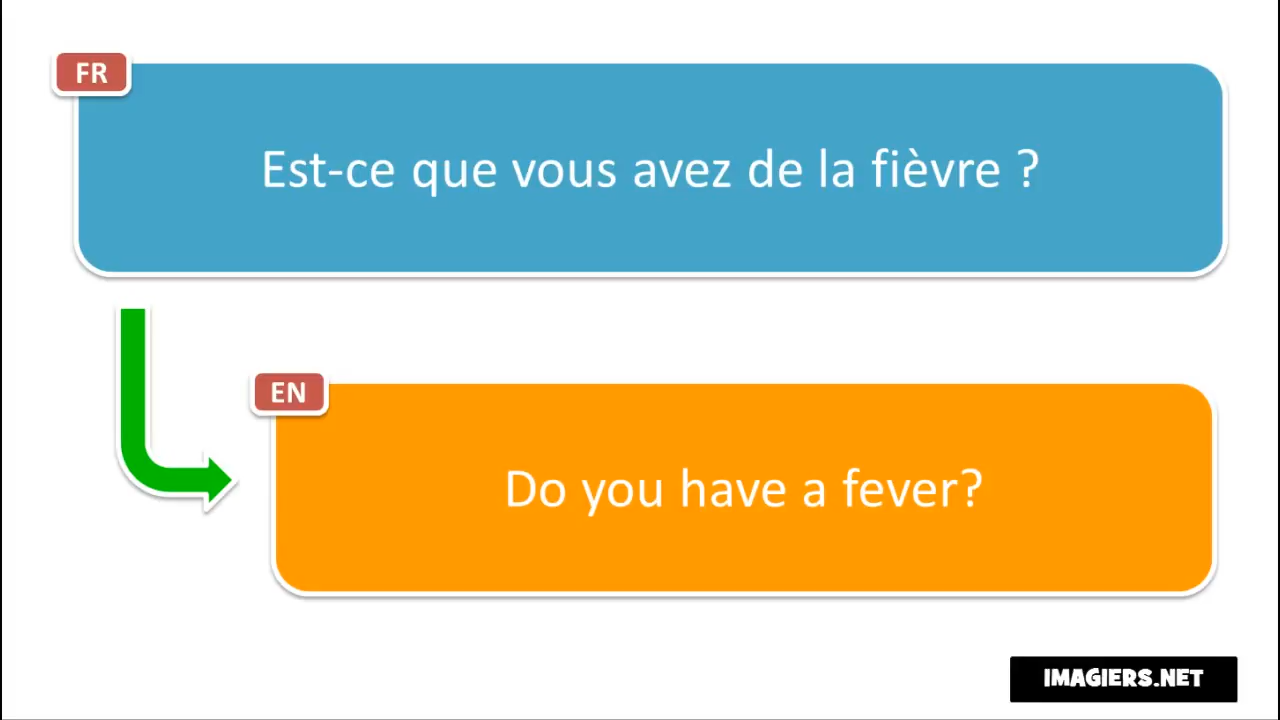 FR
Est-ce que vous avez de la fièvre ?
EN
Do you have a fever?
IMAGIERS.NET